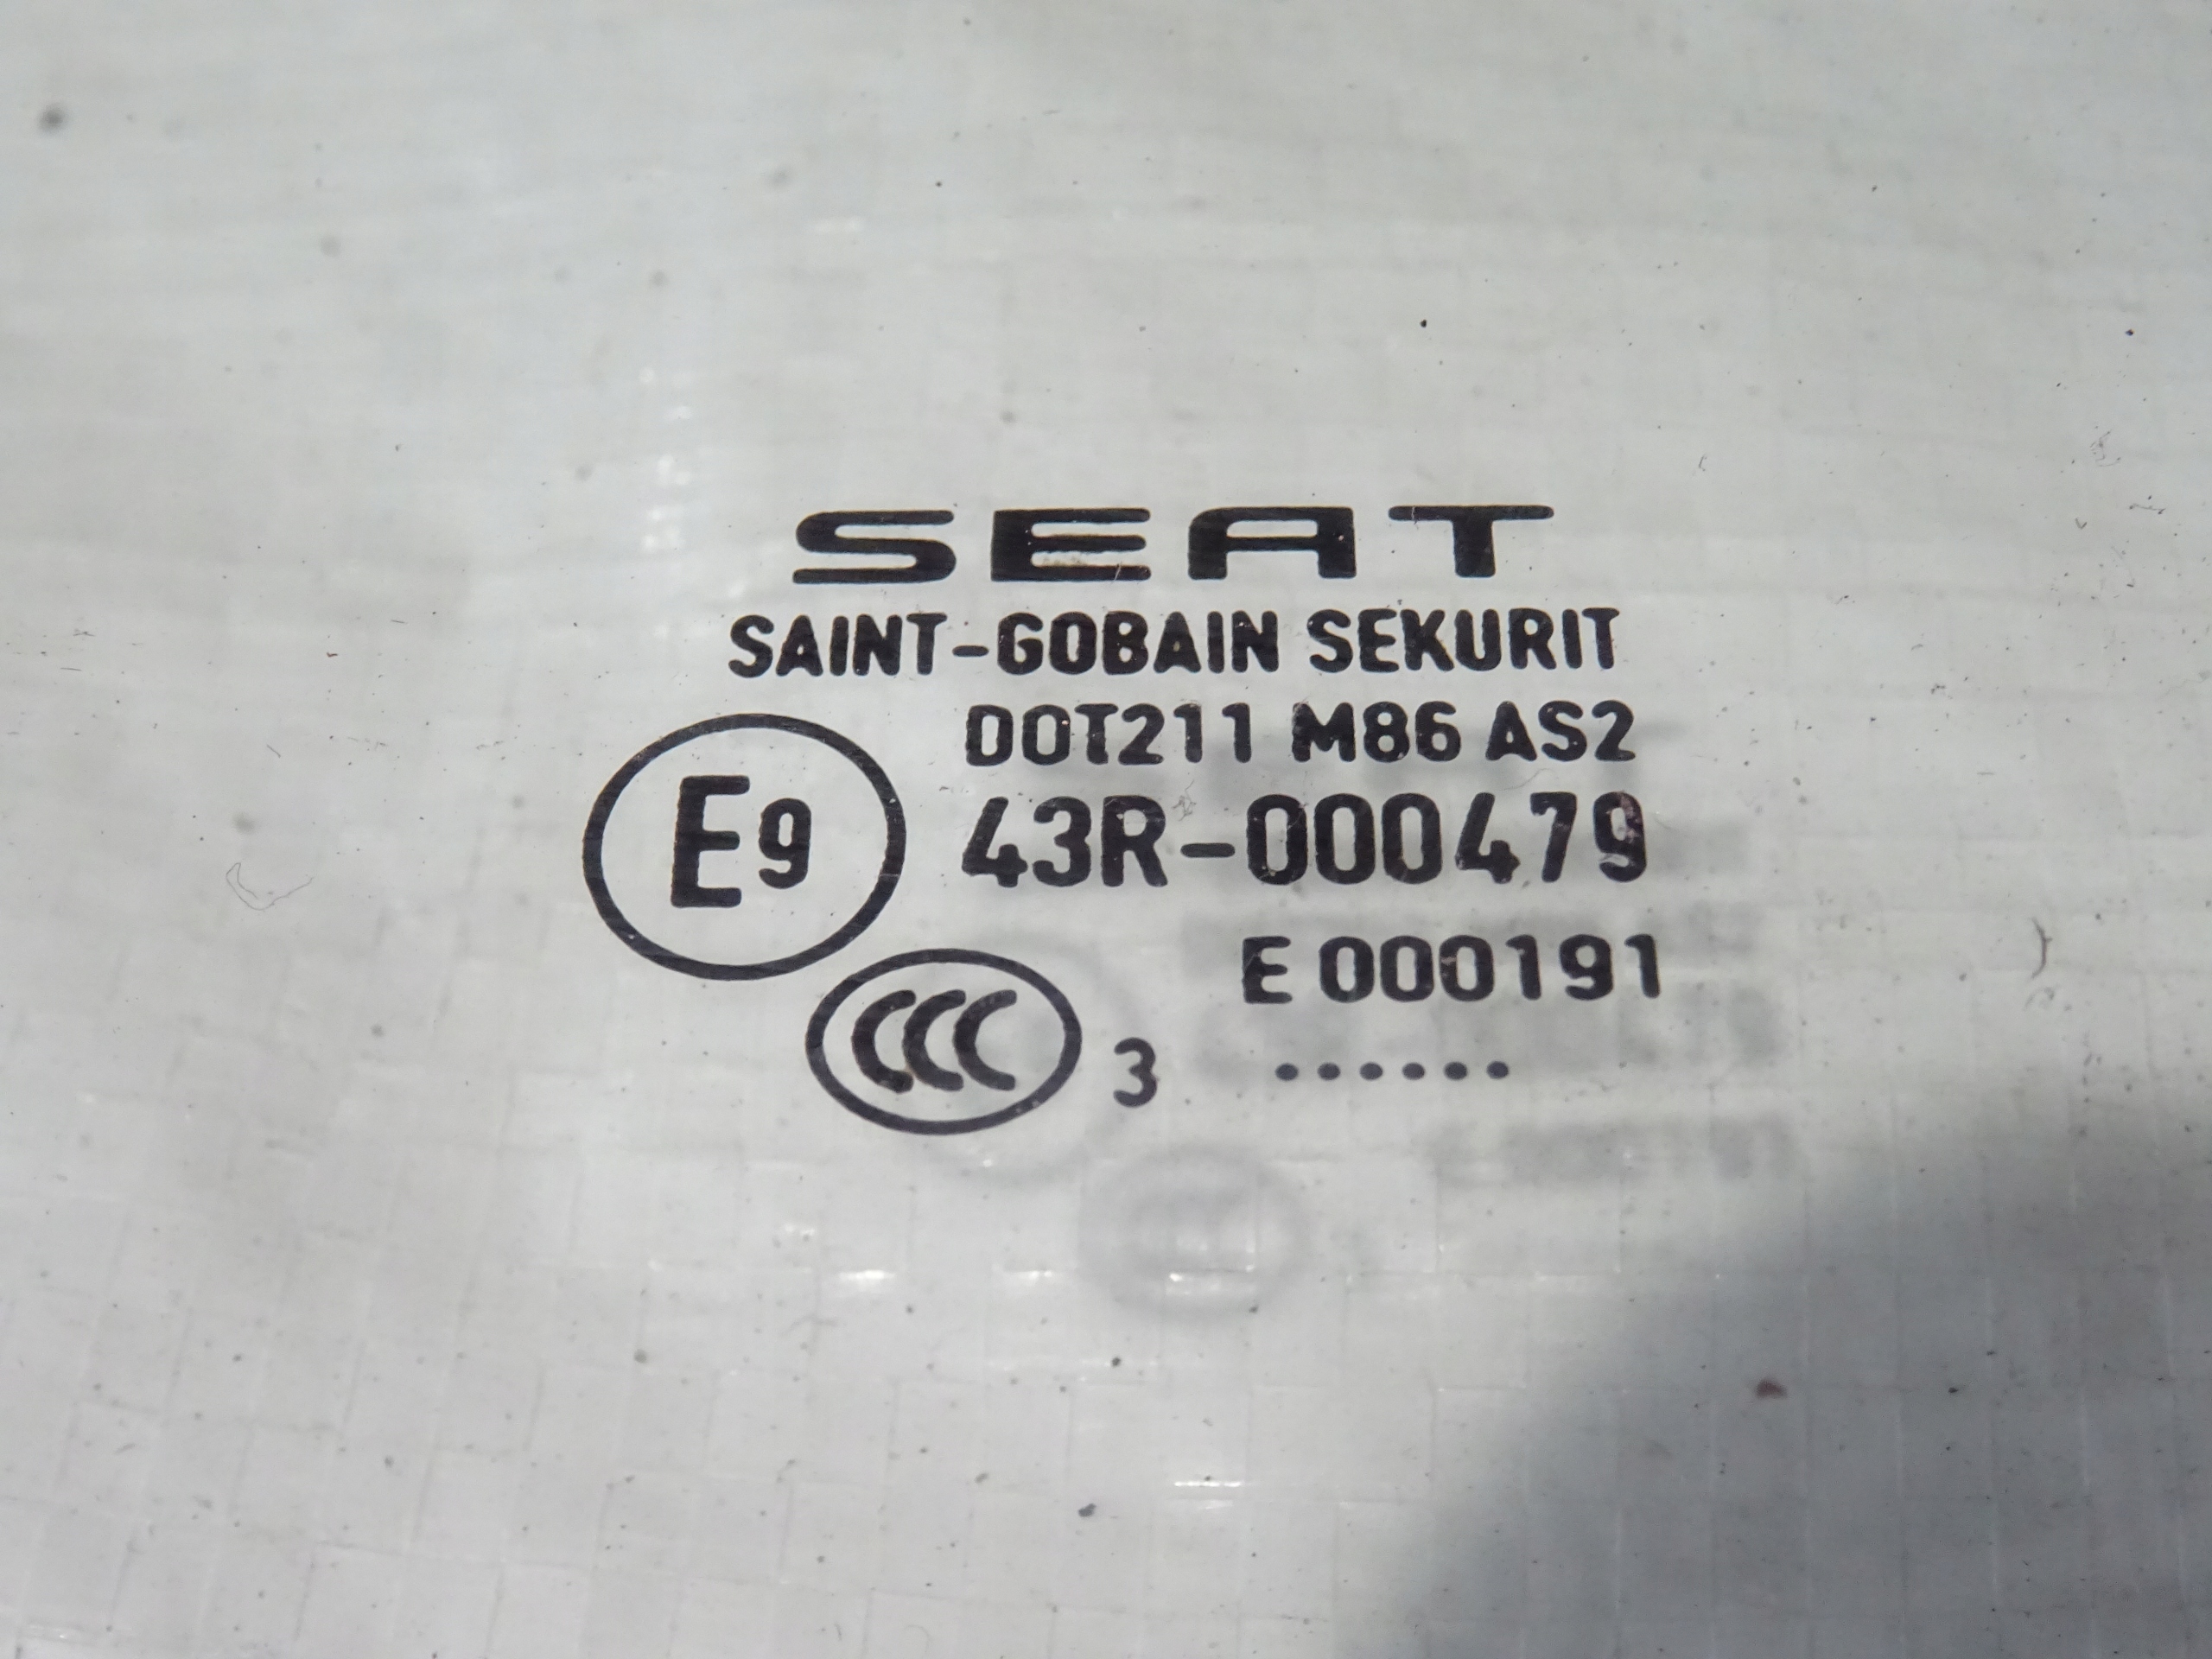 SEAT
SAINT-GOBAIN SEKURIT
DOT211 M86 AS2
E9 43R-000479
E 000191
CCC 3 ......